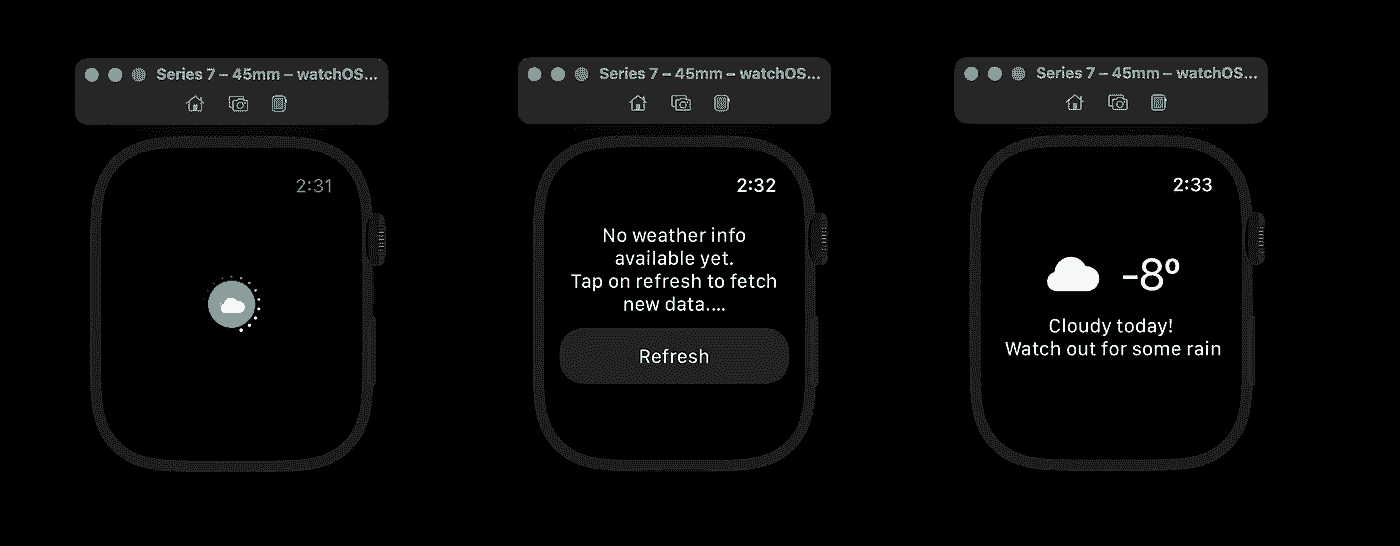 Series 7 – 45mm – watchOS...
2:31
Series 7 – 45mm – watchOS...
2:32
No weather info
available yet.
Tap on refresh to fetch
new data....
Refresh
Series 7 – 45mm – watchOS...
2:33
-8º
Cloudy today!
Watch out for some rain